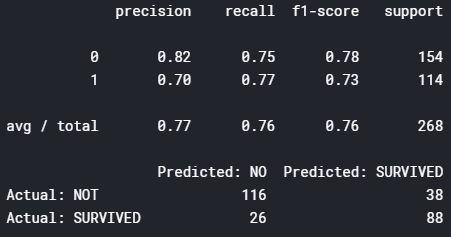 precision recall f1-score support
0 0.82 0.75 0.78 154
1 0.70 0.77 0.73 114
avg / total 0.77 0.76 0.76 268
Predicted: NO Predicted: SURVIVED
Actual: NOT 116 38
Actual: SURVIVED 26 88